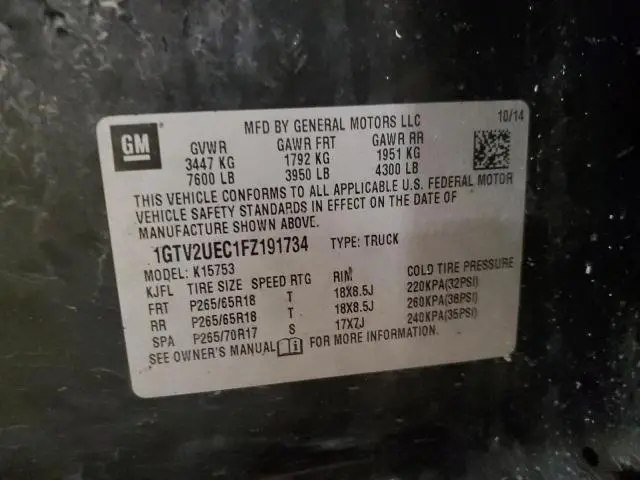 GM
MFD BY GENERAL MOTORS LLC 10/14
GVWR GAWR FRT GAWR RR
3447 KG 1792 KG 1951 KG
7600 LB 3950 LB 4300 LB
THIS VEHICLE CONFORMS TO ALL APPLICABLE U.S. FEDERAL MOTOR
VEHICLE SAFETY STANDARDS IN EFFECT ON THE DATE OF
MANUFACTURE SHOWN ABOVE.
1GTV2UEC1FZ191734 TYPE: TRUCK
MODEL: K15753
KJFL TIRE SIZE SPEED RTG RIM COLD TIRE PRESSURE
FRT P265/65R18 T 18X8.5J 220KPA(32PSI)
RR P265/65R18 T 18X8.5J 260KPA(38PSI)
SPA P265/70R17 S 17X7J 240KPA(35PSI)
SEE OWNER'S MANUAL FOR MORE INFORMATION.